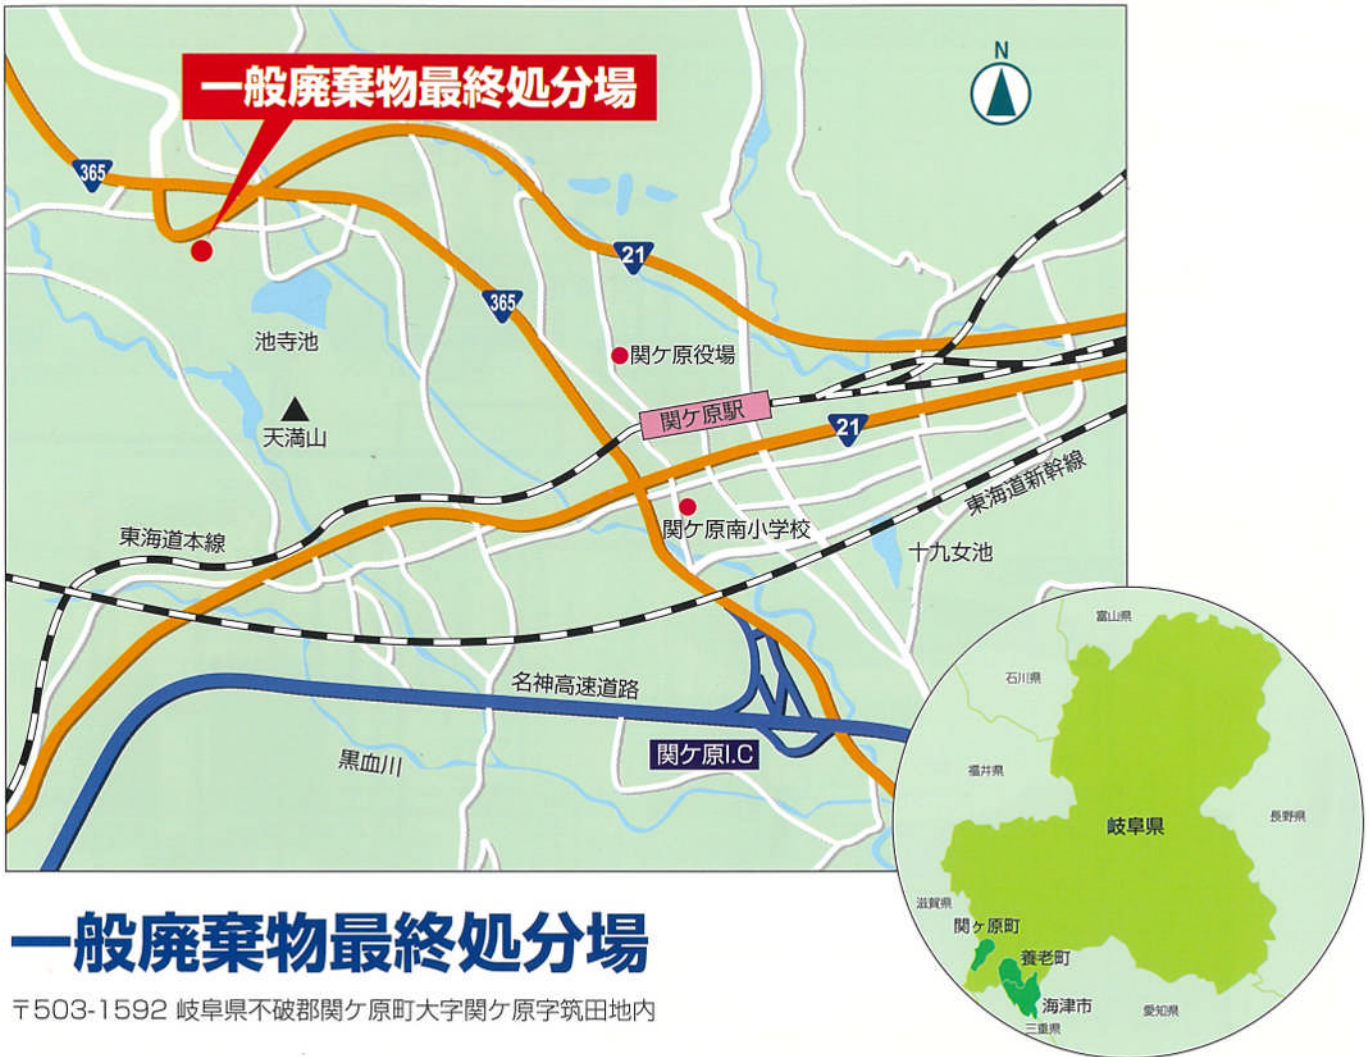 一般廃棄物最終処分場
N
365
21
365
池寺池
関ケ原役場
天満山
関ケ原駅
21
東海道新幹線
関ケ原南小学校
東海道本線
十九女池
名神高速道路
関ケ原I.C
黒血川
富山県
石川県
福井県
岐阜県
長野県
滋賀県
関ヶ原町
養老町
海津市
愛知県
三重県
一般廃棄物最終処分場
〒503-1592 岐阜県不破郡関ケ原町大字関ケ原字筑田地内